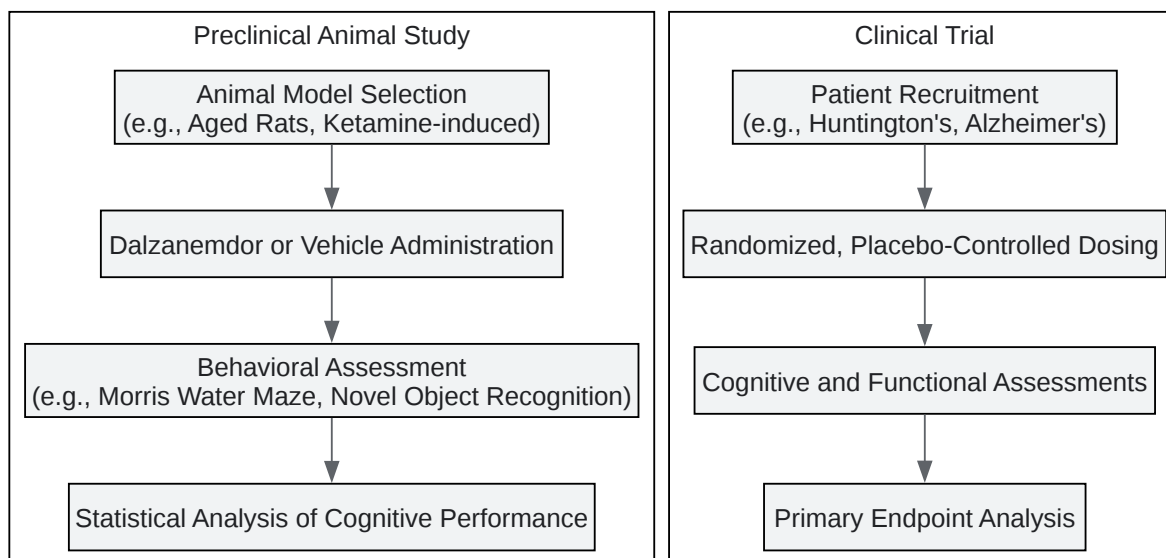 Preclinical Animal Study
Animal Model Selection
(e.g., Aged Rats, Ketamine-induced)
Dalzanemdor or Vehicle Administration
Behavioral Assessment
(e.g., Morris Water Maze, Novel Object Recognition)
Statistical Analysis of Cognitive Performance
Clinical Trial
Patient Recruitment
(e.g., Huntington's, Alzheimer's)
Randomized, Placebo-Controlled Dosing
Cognitive and Functional Assessments
Primary Endpoint Analysis